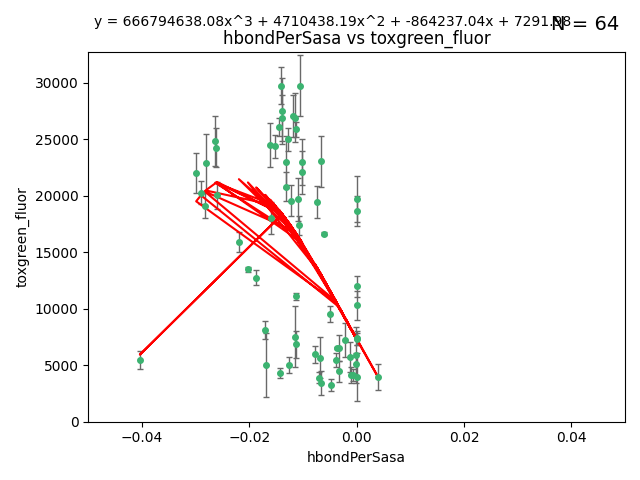 y = 666794638.08x^3 + 4710438.19x^2 + -864237.04x + 7291.98
N = 64
hbondPerSasa vs toxgreen_fluor
toxgreen_fluor
30000
25000
20000
15000
10000
5000
0
−0.04 −0.02 0.00 0.02 0.04
hbondPerSasa